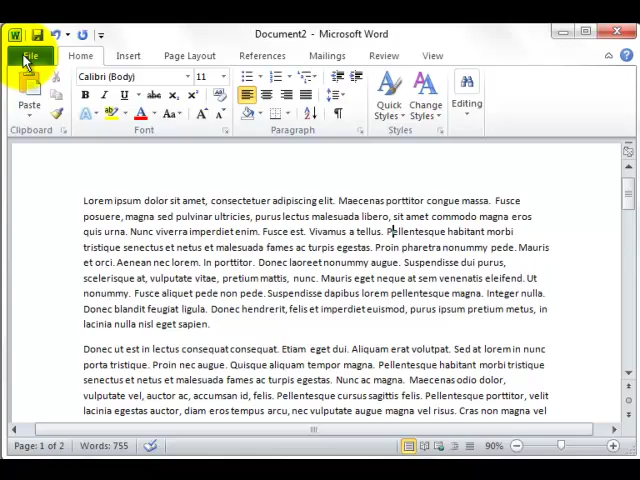 Document2 - Microsoft Word
File Home Insert Page Layout References Mailings Review View
Calibri (Body) 11
Paste
Quick Styles
Change Styles
Editing
Clipboard Font Paragraph Styles
Lorem ipsum dolor sit amet, consectetuer adipiscing elit. Maecenas porttitor congue massa. Fusce
posuere, magna sed pulvinar ultricies, purus lectus malesuada libero, sit amet commodo magna eros
quis urna. Nunc viverra imperdiet enim. Fusce est. Vivamus a tellus. Pellentesque habitant morbi
tristique senectus et netus et malesuada fames ac turpis egestas. Proin pharetra nonummy pede. Mauris
et orci. Aenean nec lorem. In porttitor. Donec laoreet nonummy augue. Suspendisse dui purus,
scelerisque at, vulputate vitae, pretium mattis, nunc. Mauris eget neque at sem venenatis eleifend. Ut
nonummy. Fusce aliquet pede non pede. Suspendisse dapibus lorem pellentesque magna. Integer nulla.
Donec blandit feugiat ligula. Donec hendrerit, felis et imperdiet euismod, purus ipsum pretium metus, in
lacinia nulla nisl eget sapien.
Donec ut est in lectus consequat consequat. Etiam eget dui. Aliquam erat volutpat. Sed at lorem in nunc
porta tristique. Proin nec augue. Quisque aliquam tempor magna. Pellentesque habitant morbi tristique
senectus et netus et malesuada fames ac turpis egestas. Nunc ac magna. Maecenas odio dolor,
vulputate vel, auctor ac, accumsan id, felis. Pellentesque cursus sagittis felis. Pellentesque porttitor, velit
lacinia egestas auctor, diam eros tempus arcu, nec vulputate augue magna vel risus. Cras non magna vel
Page: 1 of 2 Words: 755 90%